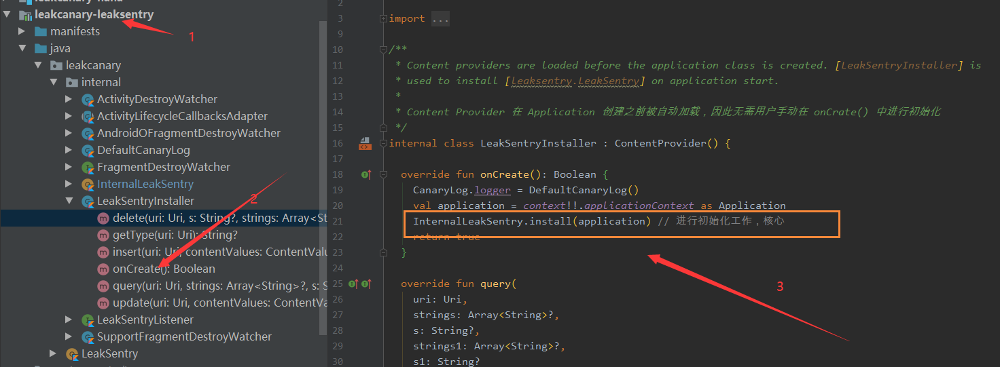 leakcanary-leaksentry
1
manifests
java
leakcanary
internal
ActivityDestroyWatcher
ActivityLifecycleCallbacksAdapter
AndroidOFragmentDestroyWatcher
DefaultCanaryLog
FragmentDestroyWatcher
InternalLeakSentry
LeakSentryInstaller
2
delete(uri: Uri, s: String?, strings: Array<St
getType(uri: Uri): String?
insert(uri: Uri, contentValues: ContentValu
onCreate(): Boolean
query(uri: Uri, strings: Array<String>?, s: S
update(uri: Uri, contentValues: ContentValu
LeakSentryListener
SupportFragmentDestroyWatcher
LeakSentry
2
3 import ...
9
10 /**
11 * Content providers are loaded before the application class is created. [LeakSentryInstaller] is
12 * used to install [leaksentry.LeakSentry] on application start.
13 *
14 * Content Provider 在 Application 创建之前被自动加载，因此无需用户手动在 onCrate() 中进行初始化
15 */
16 internal class LeakSentryInstaller : ContentProvider() {
17
18 override fun onCreate(): Boolean {
19 CanaryLog.logger = DefaultCanaryLog()
20 val application = context!!.applicationContext as Application
21 InternalLeakSentry.install(application) // 进行初始化工作，核心
22 return true
23 }
24
25 override fun query(
26 uri: Uri,
27 strings: Array<String>?,
28 s: String?,
29 strings1: Array<String>?,
30 s1: String?
3